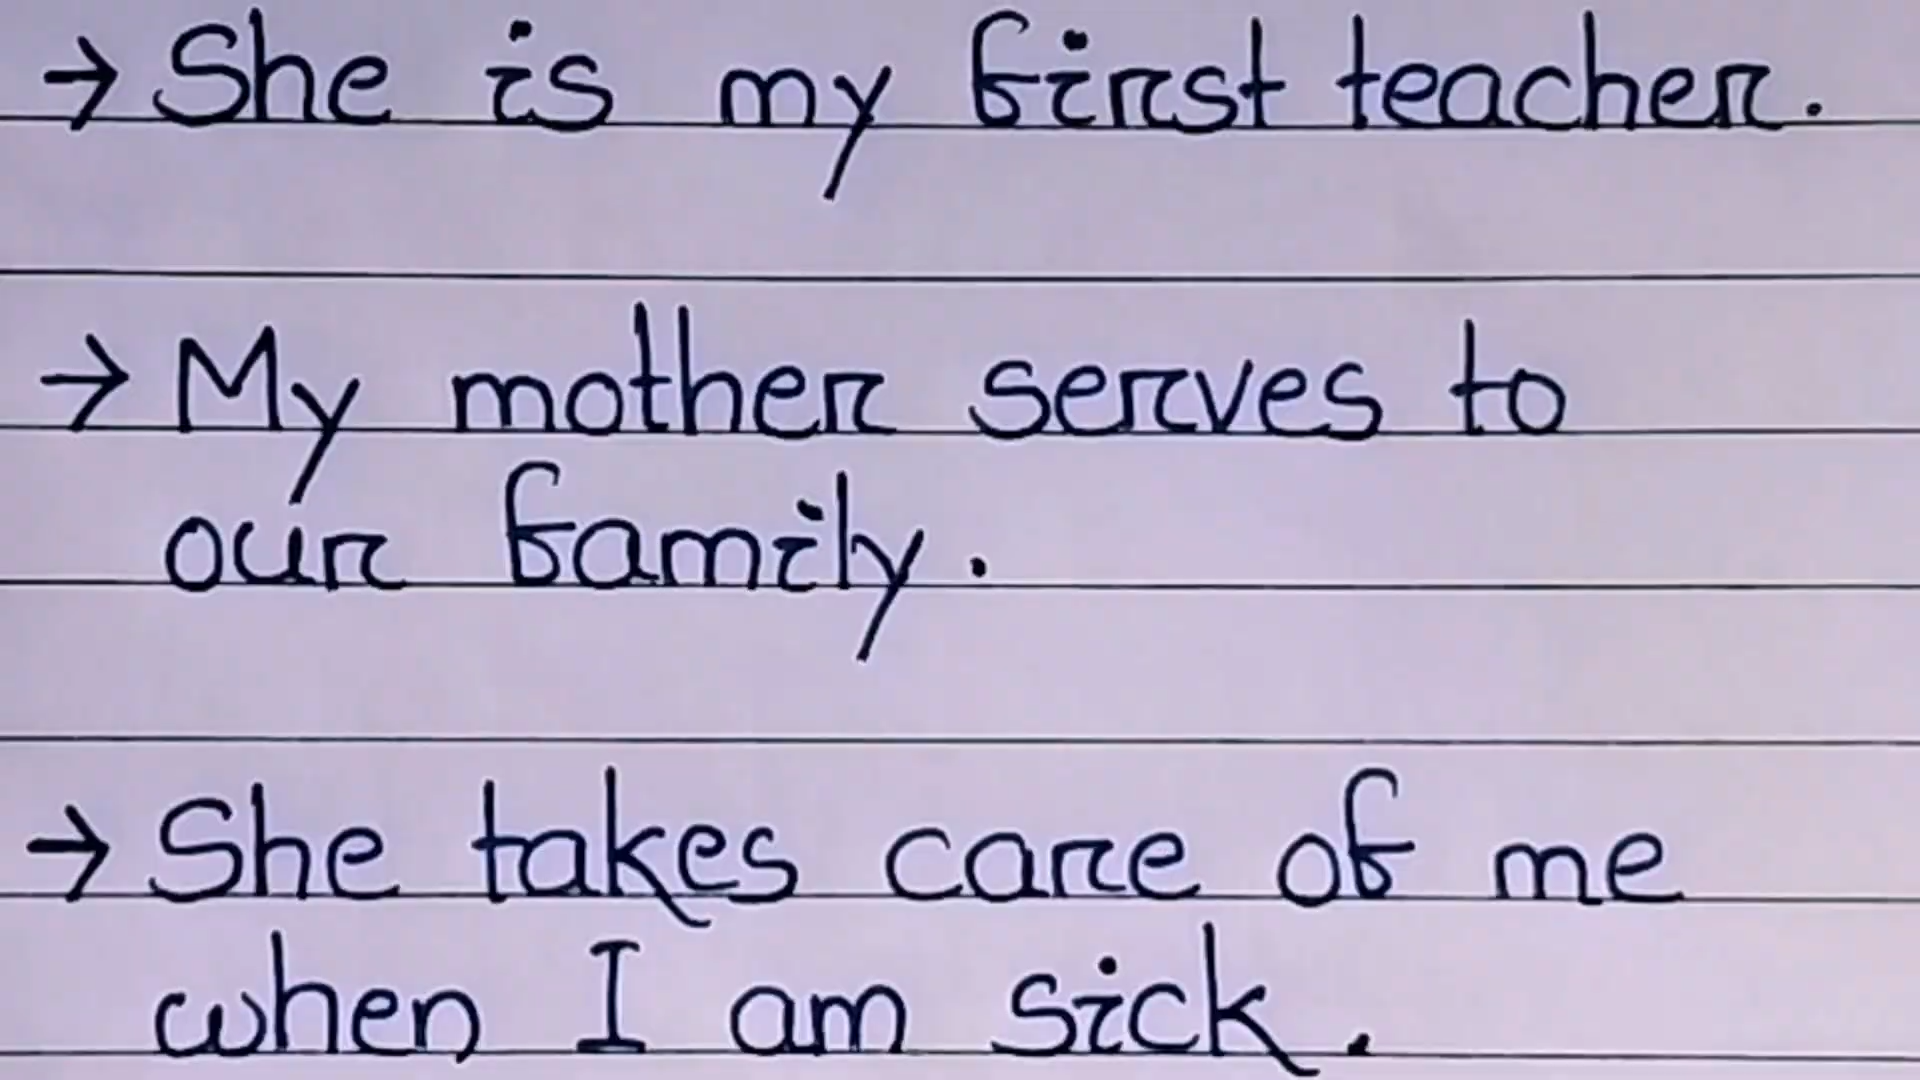 → She is my first teacher.
→ My mother serves to
our family.
→ She takes care of me
when I am sick.